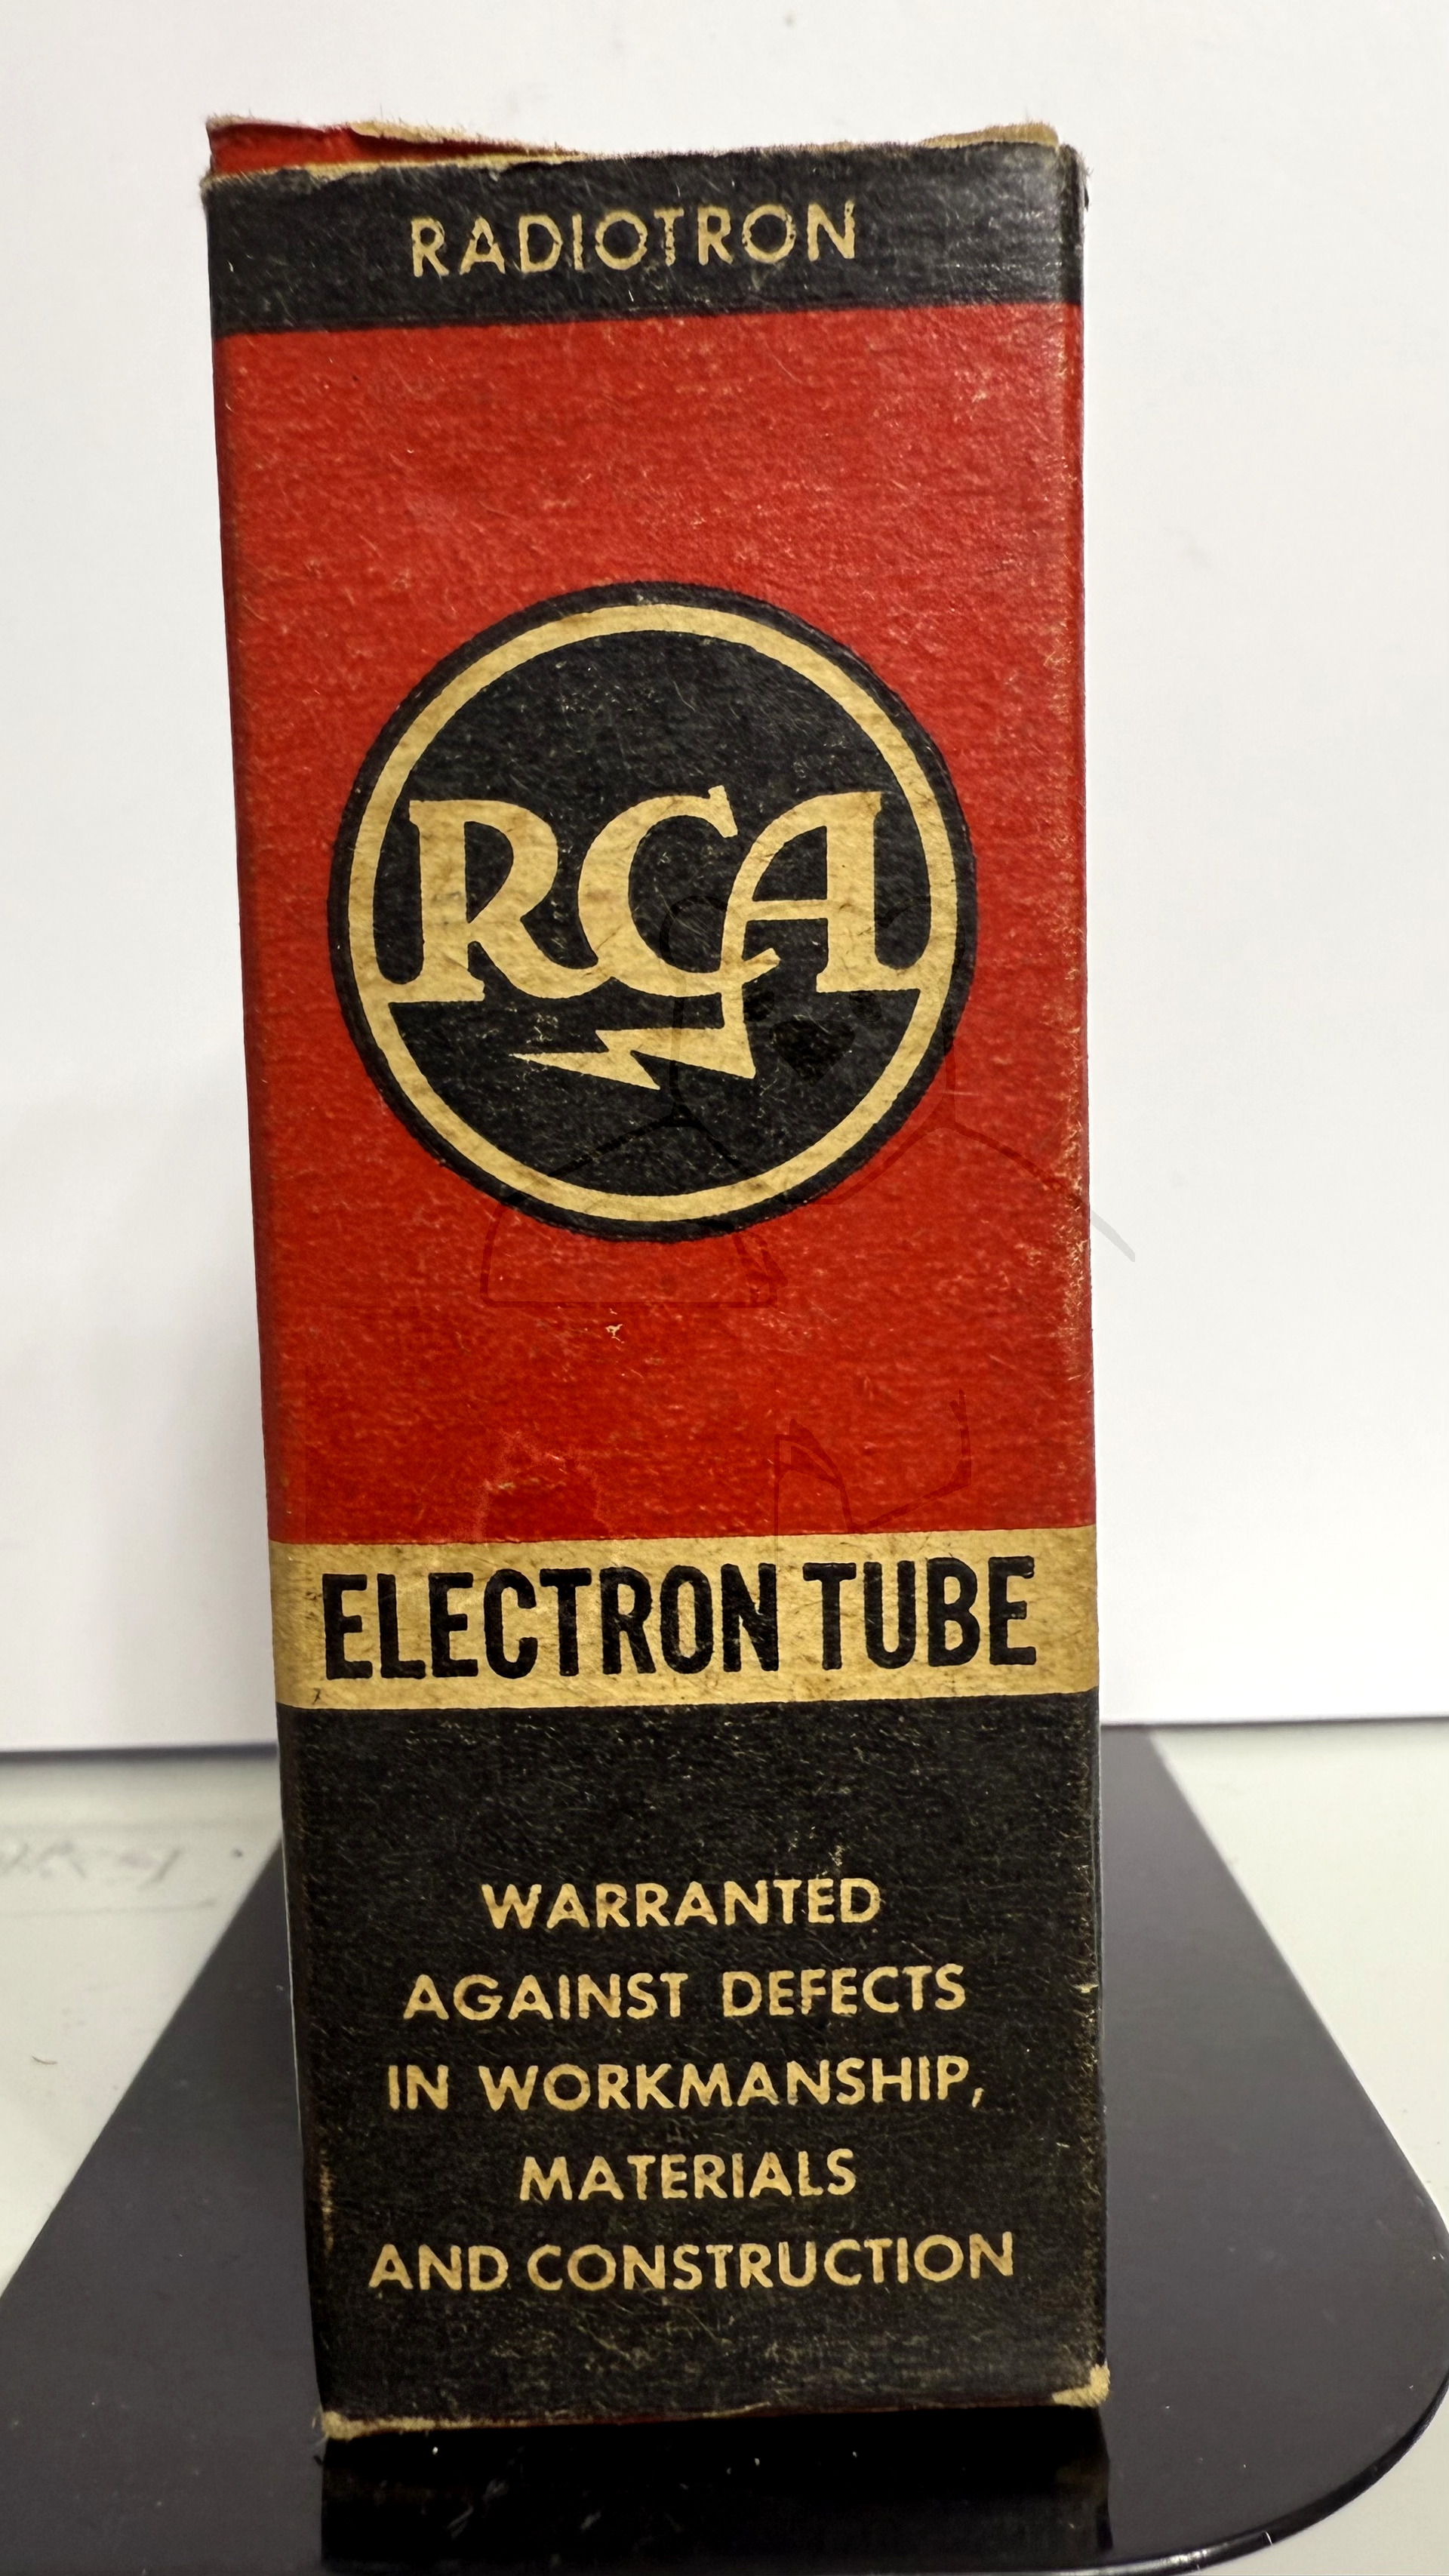 RADIOTRON
RCA
ELECTRON TUBE
WARRANTED
AGAINST DEFECTS
IN WORKMANSHIP,
MATERIALS
AND CONSTRUCTION